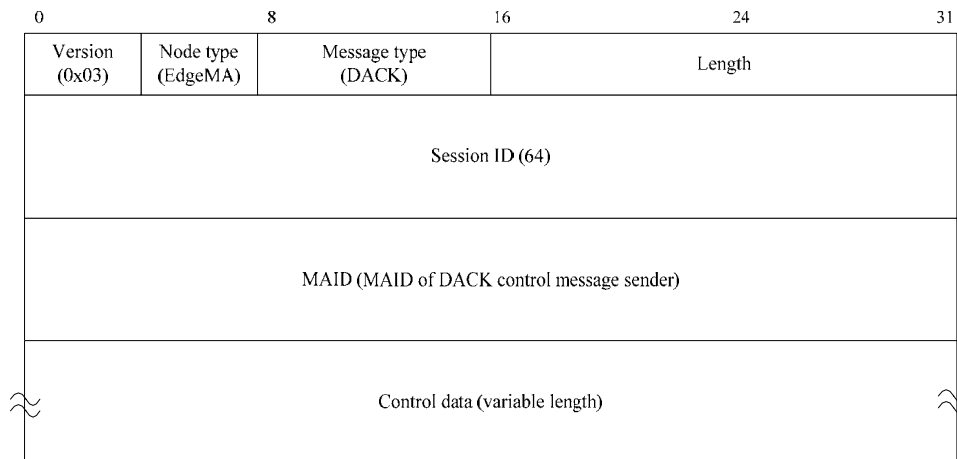 0 8 16 24 31
Version Node type Message type Length
(0x03) (EdgeMA) (DACK)
Session ID (64)
MAID (MAID of DACK control message sender)
Control data (variable length)